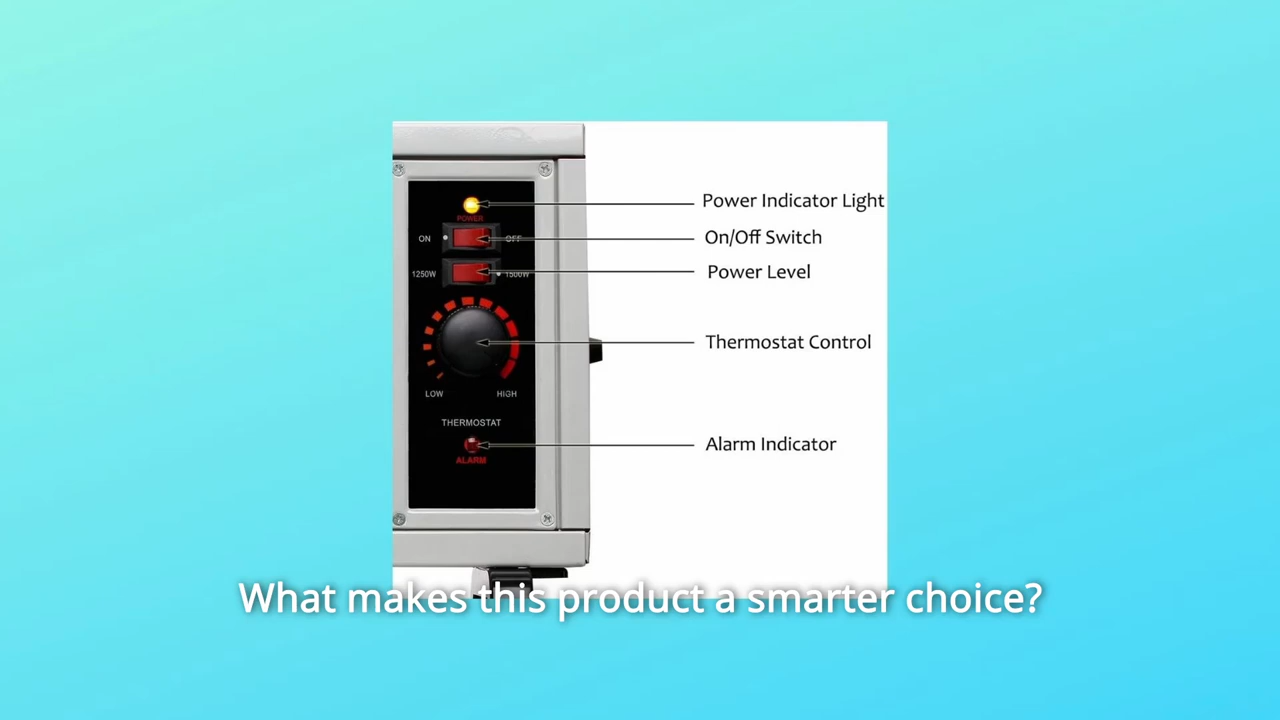 Power Indicator Light
POWER
ON
OFF
On/Off Switch
1250W
1500W
Power Level
Thermostat Control
LOW
HIGH
THERMOSTAT
Alarm Indicator
ALARM
What makes this product a smarter choice?